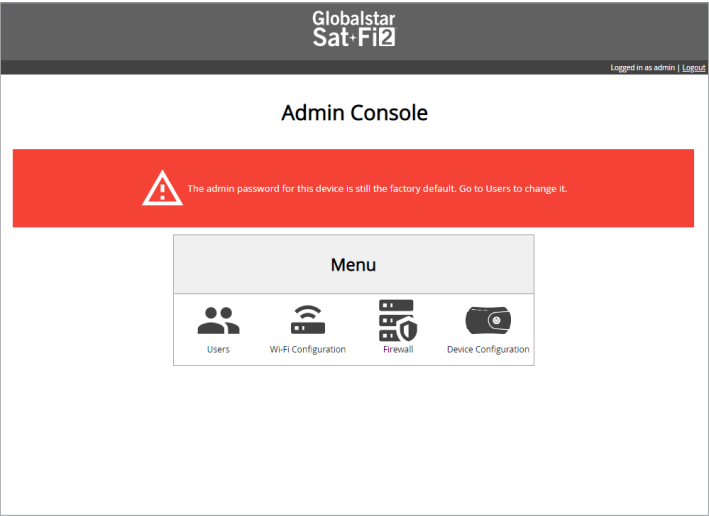 Globalstar
Sat+Fi2
Logged in as admin | Logout
Admin Console
The admin password for this device is still the factory default. Go to Users to change it.
Menu
Users
Wi-Fi Configuration
Firewall
Device Configuration